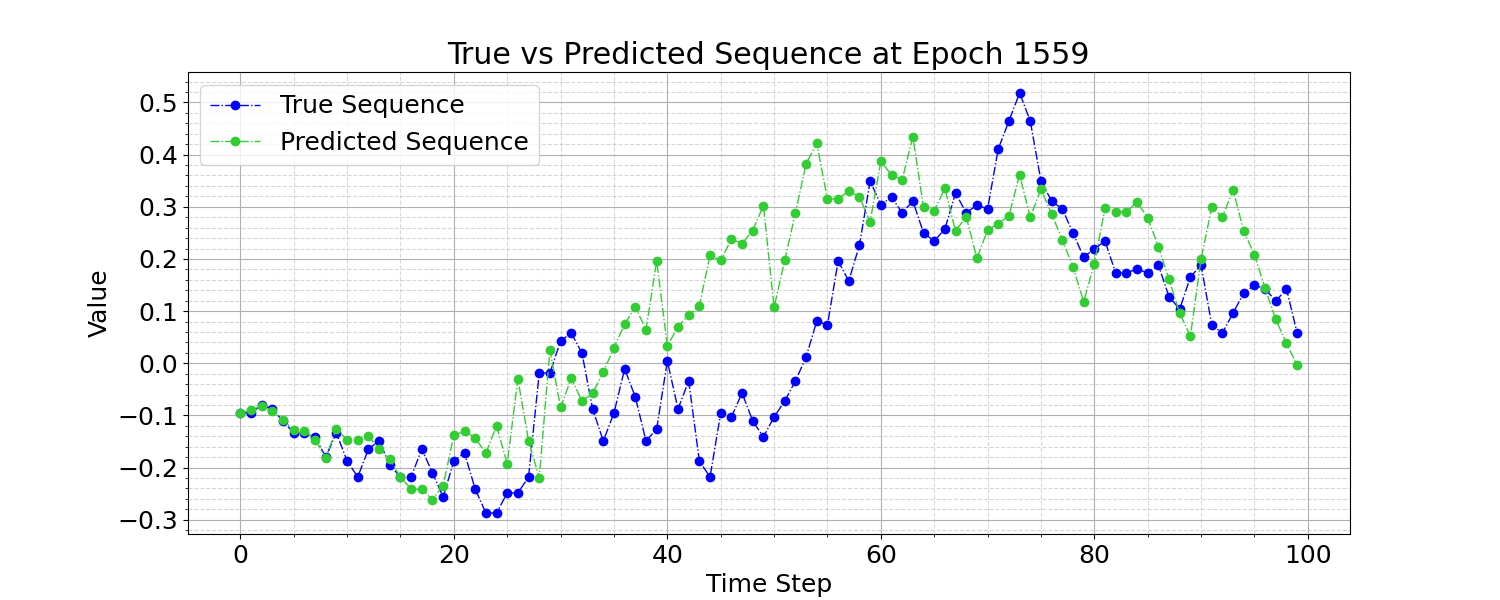 True vs Predicted Sequence at Epoch 1559
True Sequence
Predicted Sequence
0.5
0.4
0.3
0.2
0.1
0.0
−0.1
−0.2
−0.3
Value
0 20 40 60 80 100
Time Step